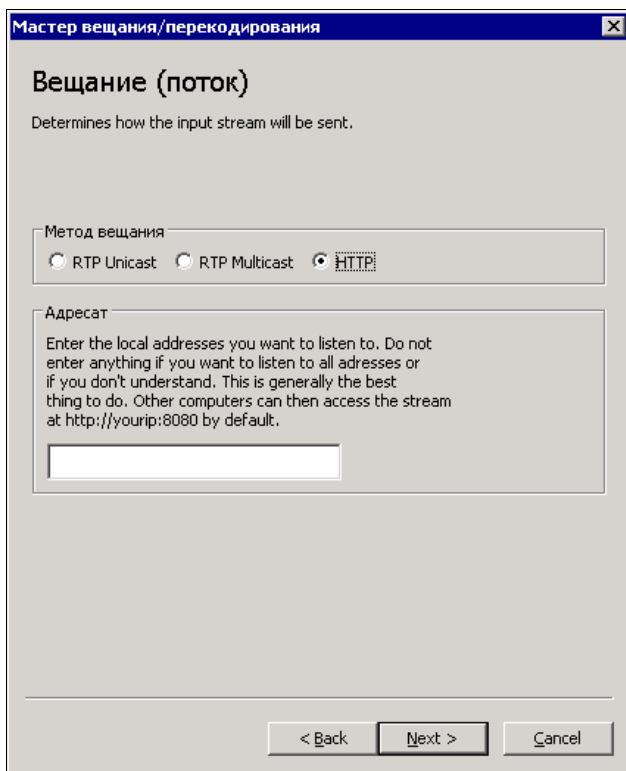 Мастер вещания/перекодирования
Вещание (поток)
Determines how the input stream will be sent.
Метод вещания
RTP Unicast RTP Multicast HTTP
Адресат
Enter the local addresses you want to listen to. Do not
enter anything if you want to listen to all adresses or
if you don't understand. This is generally the best
thing to do. Other computers can then access the stream
at http://yourip:8080 by default.
< Back Next > Cancel